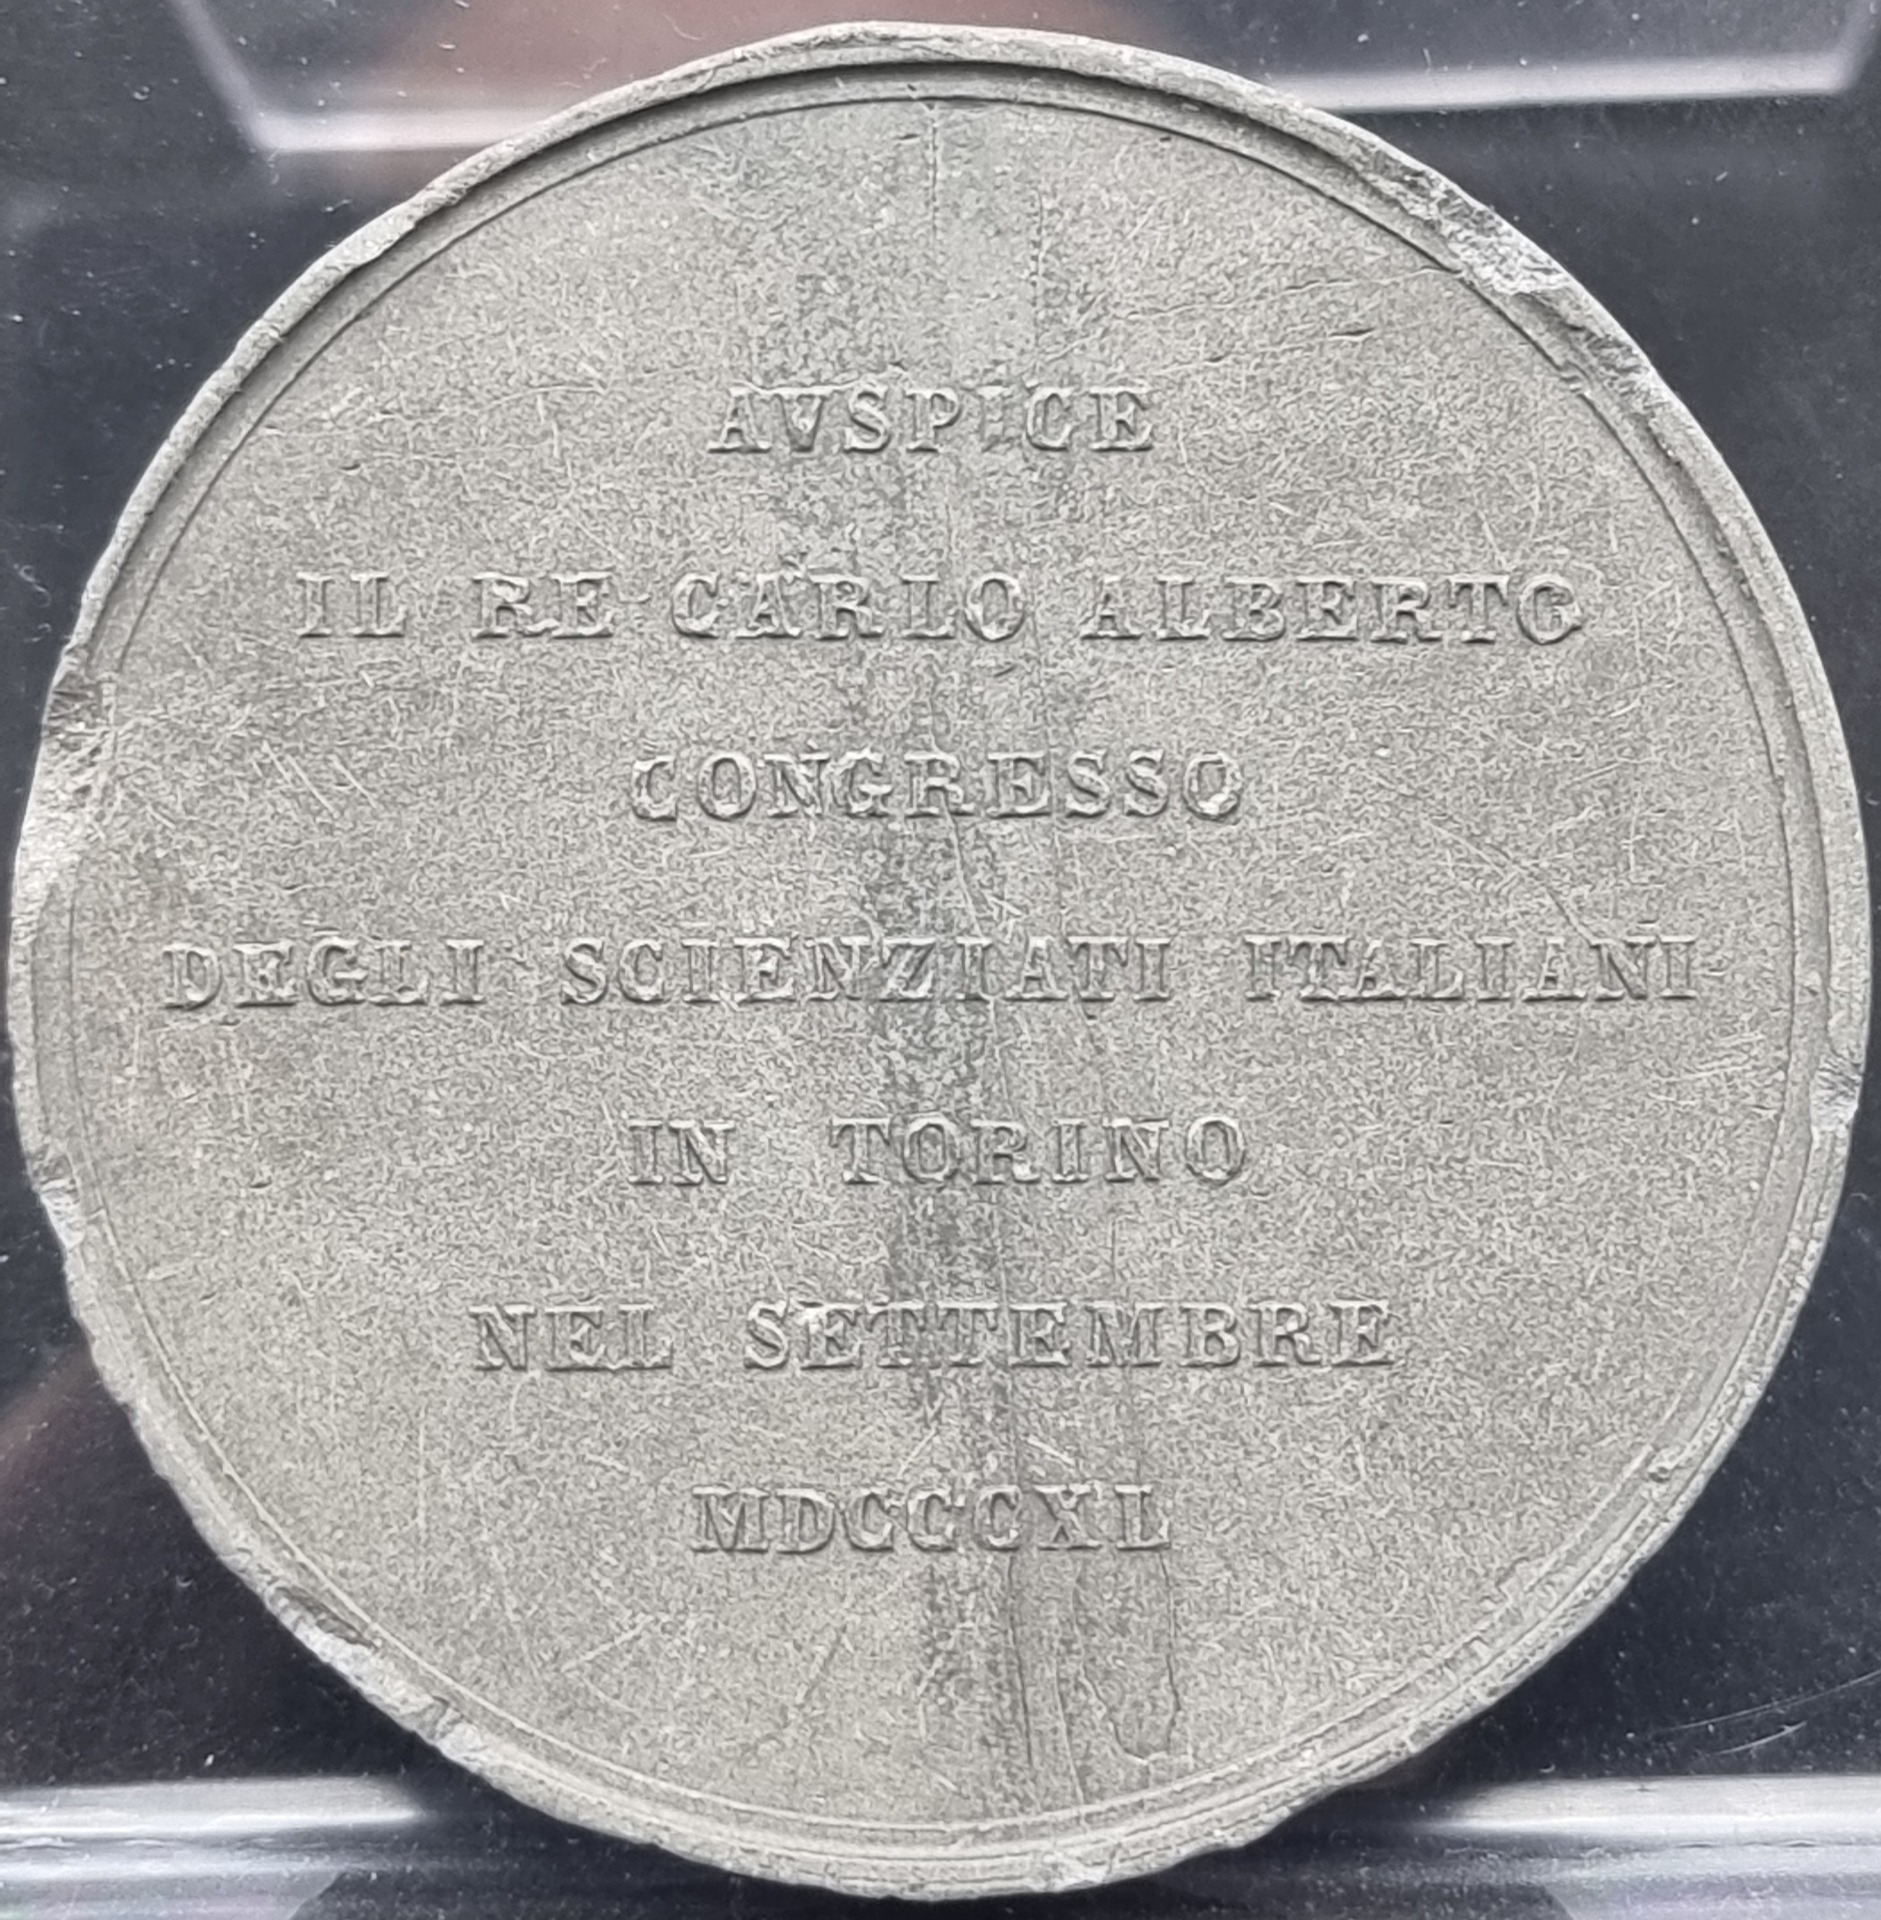 AVSPICE
IL RE CARLO ALBERTO
CONGRESSO
DEGLI SCIENZIATI ITALIANI
IN TORINO
NEL SETTEMBRE
MDCCCXL